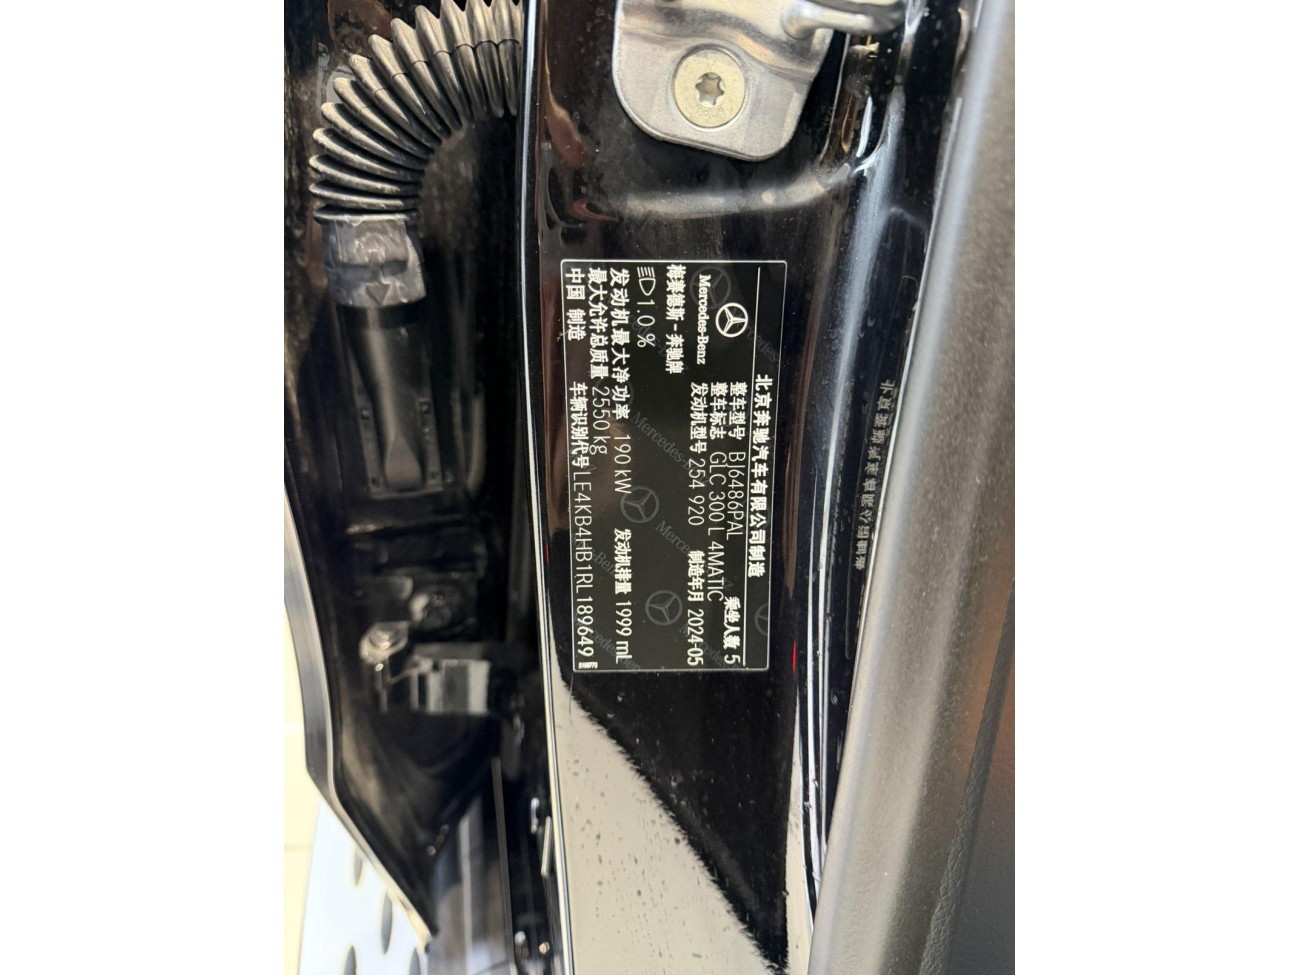 北京奔驰汽车有限公司制造
Mercedes-Benz
整车型号 BJ6486PAL 乘坐人数 5
整车标志 GLC 300 L 4MATIC
发动机型号 254 920 制造年月 2024-05
梅赛德斯-奔驰牌
1.0 %
发动机最大净功率 190 kW 发动机排量 1999 mL
最大允许总质量 2550 kg
中国 制造 车辆识别代号 LE4KB4HB1RL189649